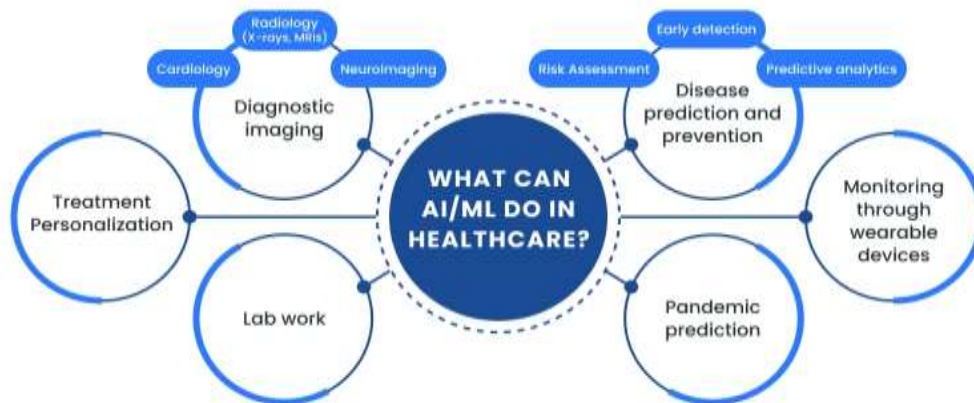 Radiology
(X-rays, MRIs)
Cardiology
Neuroimaging
Diagnostic
imaging
Early detection
Risk Assessment
Predictive analytics
Disease
prediction and
prevention
Treatment
Personalization
WHAT CAN
AI/ML DO IN
HEALTHCARE?
Monitoring
through
wearable
devices
Lab work
Pandemic
prediction